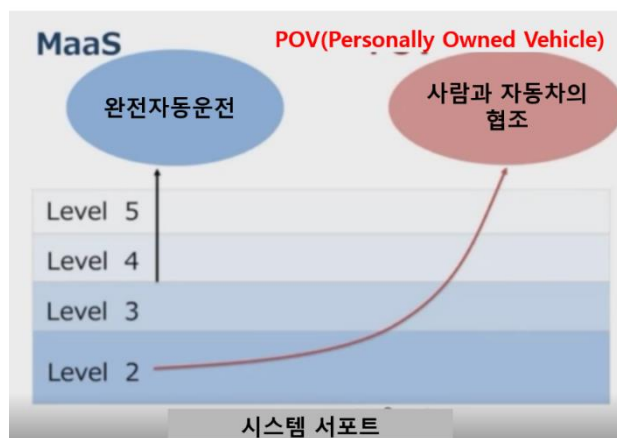 MaaS
POV(Personally Owned Vehicle)
완전자동운전
사람과 자동차의
협조
Level 5
Level 4
Level 3
Level 2
시스템 서포트